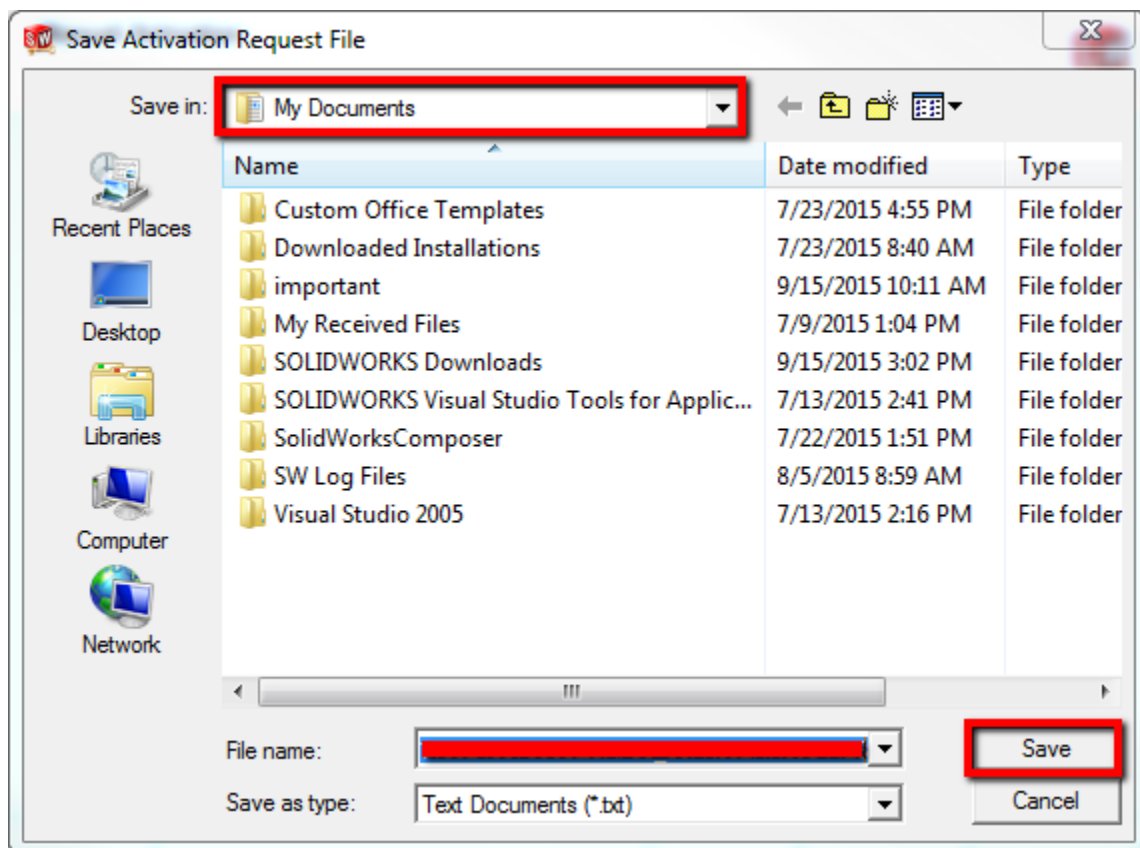 Save Activation Request File
Save in: My Documents
Name Date modified Type
Custom Office Templates 7/23/2015 4:55 PM File folder
Downloaded Installations 7/23/2015 8:40 AM File folder
important 9/15/2015 10:11 AM File folder
My Received Files 7/9/2015 1:04 PM File folder
SOLIDWORKS Downloads 9/15/2015 3:02 PM File folder
SOLIDWORKS Visual Studio Tools for Applic... 7/13/2015 2:41 PM File folder
SolidWorksComposer 7/22/2015 1:51 PM File folder
SW Log Files 8/5/2015 8:59 AM File folder
Visual Studio 2005 7/13/2015 2:16 PM File folder
Recent Places
Desktop
Libraries
Computer
Network
File name: Save
Save as type: Text Documents (*.txt) Cancel